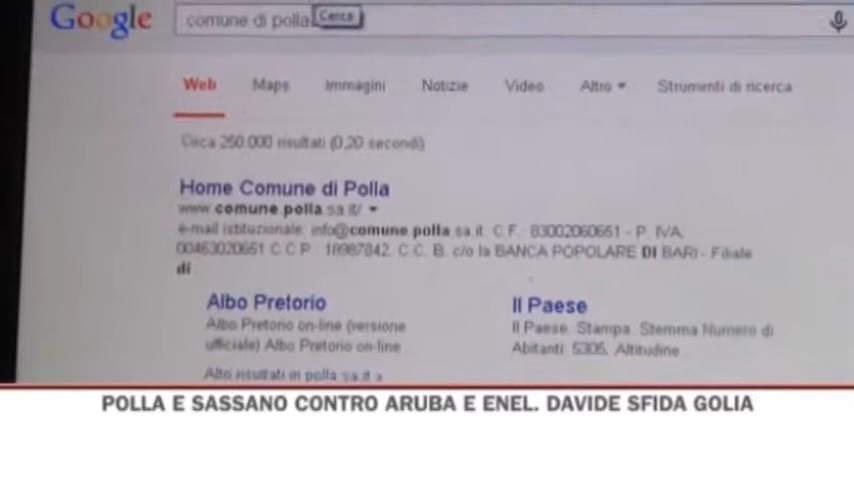 Google
comune di polla Cerca
Web Maps Immagini Notizie Video Altro Strumenti di ricerca
Circa 260.000 risultati (0,20 secondi)
Home Comune di Polla
www.comune.polla.sa.it/
e-mail istituzionale: info@comune.polla.sa.it. C.F.: 83002060651 - P. IVA:
00463020651 C.C.P.: 18987842. C.C. B. c/o la BANCA POPOLARE DI BARI - Filiale
di
Albo Pretorio
Il Paese
Albo Pretorio on-line (versione
ufficiale) Albo Pretorio on-line
Il Paese. Stampa. Stemma Numero di
Abitanti: 5305. Altitudine
Altri risultati in polla.sa.it »
POLLA E SASSANO CONTRO ARUBA E ENEL. DAVIDE SFIDA GOLIA